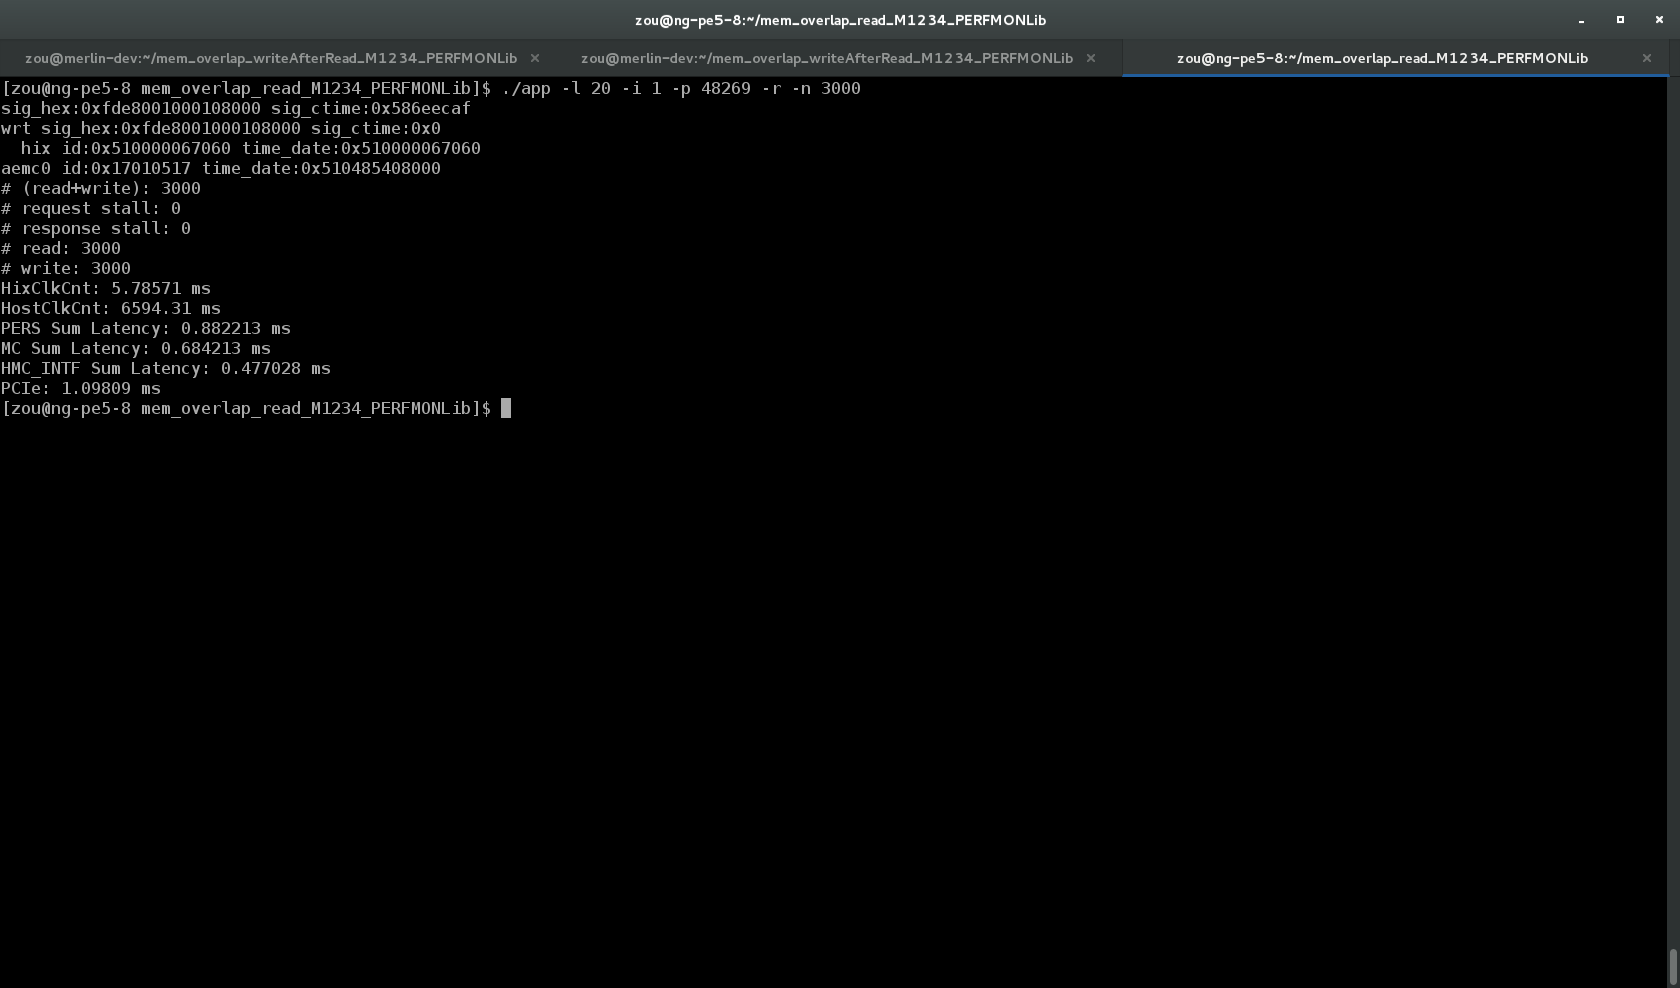 zou@ng-pe5-8:~/mem_overlap_read_M1234_PERFMONLib
zou@merlin-dev:~/mem_overlap_writeAfterRead_M1234_PERFMONLib
zou@merlin-dev:~/mem_overlap_writeAfterRead_M1234_PERFMONLib
zou@ng-pe5-8:~/mem_overlap_read_M1234_PERFMONLib
[zou@ng-pe5-8 mem_overlap_read_M1234_PERFMONLib]$ ./app -l 20 -i 1 -p 48269 -r -n 3000
sig_hex:0xfde8001000108000 sig_ctime:0x586eecaf
wrt sig_hex:0xfde8001000108000 sig_ctime:0x0
  hix id:0x510000067060 time_date:0x510000067060
aemc0 id:0x17010517 time_date:0x510485408000
# (read+write): 3000
# request stall: 0
# response stall: 0
# read: 3000
# write: 3000
HixClkCnt: 5.78571 ms
HostClkCnt: 6594.31 ms
PERS Sum Latency: 0.882213 ms
MC Sum Latency: 0.684213 ms
HMC_INTF Sum Latency: 0.477028 ms
PCIe: 1.09809 ms
[zou@ng-pe5-8 mem_overlap_read_M1234_PERFMONLib]$